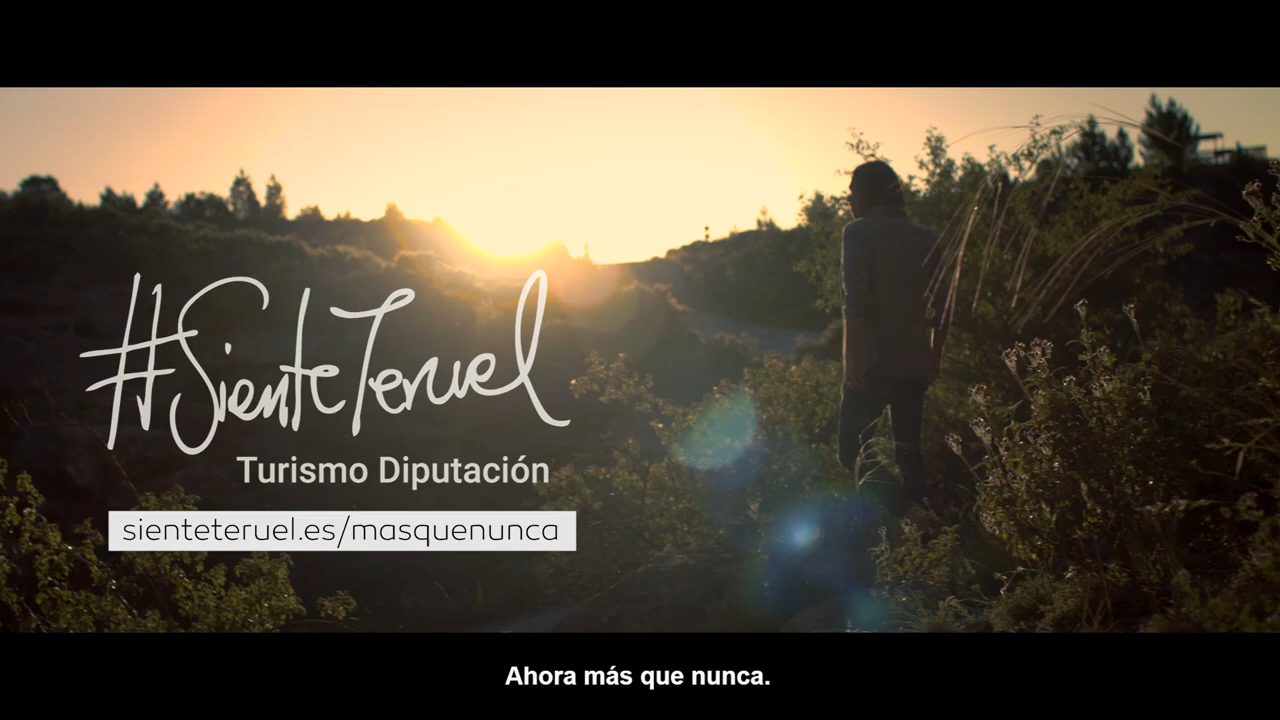 #SienteTeruel
Turismo Diputación
sienteteruel.es/masquenunca
Ahora más que nunca.